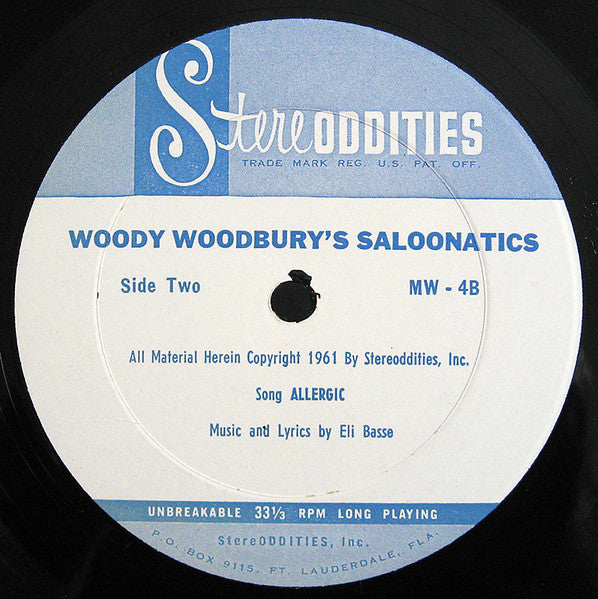 StereODDITIES
TRADE MARK REG. U.S. PAT. OFF.
WOODY WOODBURY'S SALOONATICS
Side Two MW - 4B
All Material Herein Copyright 1961 By Stereoddities, Inc.
Song ALLERGIC
Music and Lyrics by Eli Basse
UNBREAKABLE 33⅓ RPM LONG PLAYING
StereODDITIES, Inc.
P.O. BOX 9115, FT. LAUDERDALE, FLA.